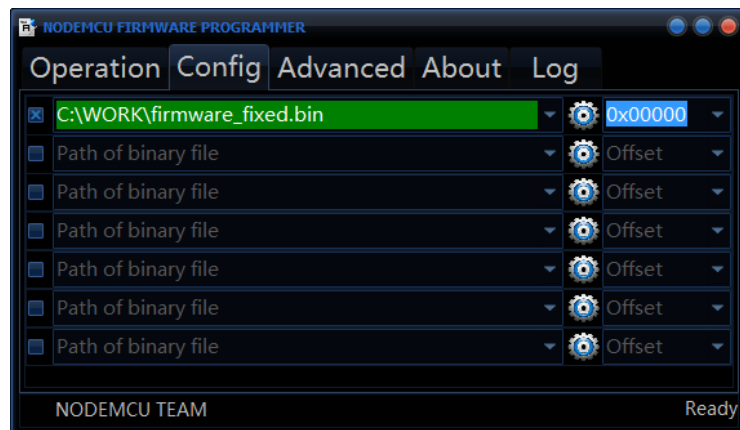 NODEMCU FIRMWARE PROGRAMMER
Operation Config Advanced About Log
C:\WORK\firmware_fixed.bin 0x00000
Path of binary file Offset
Path of binary file Offset
Path of binary file Offset
Path of binary file Offset
Path of binary file Offset
Path of binary file Offset
NODEMCU TEAM Ready